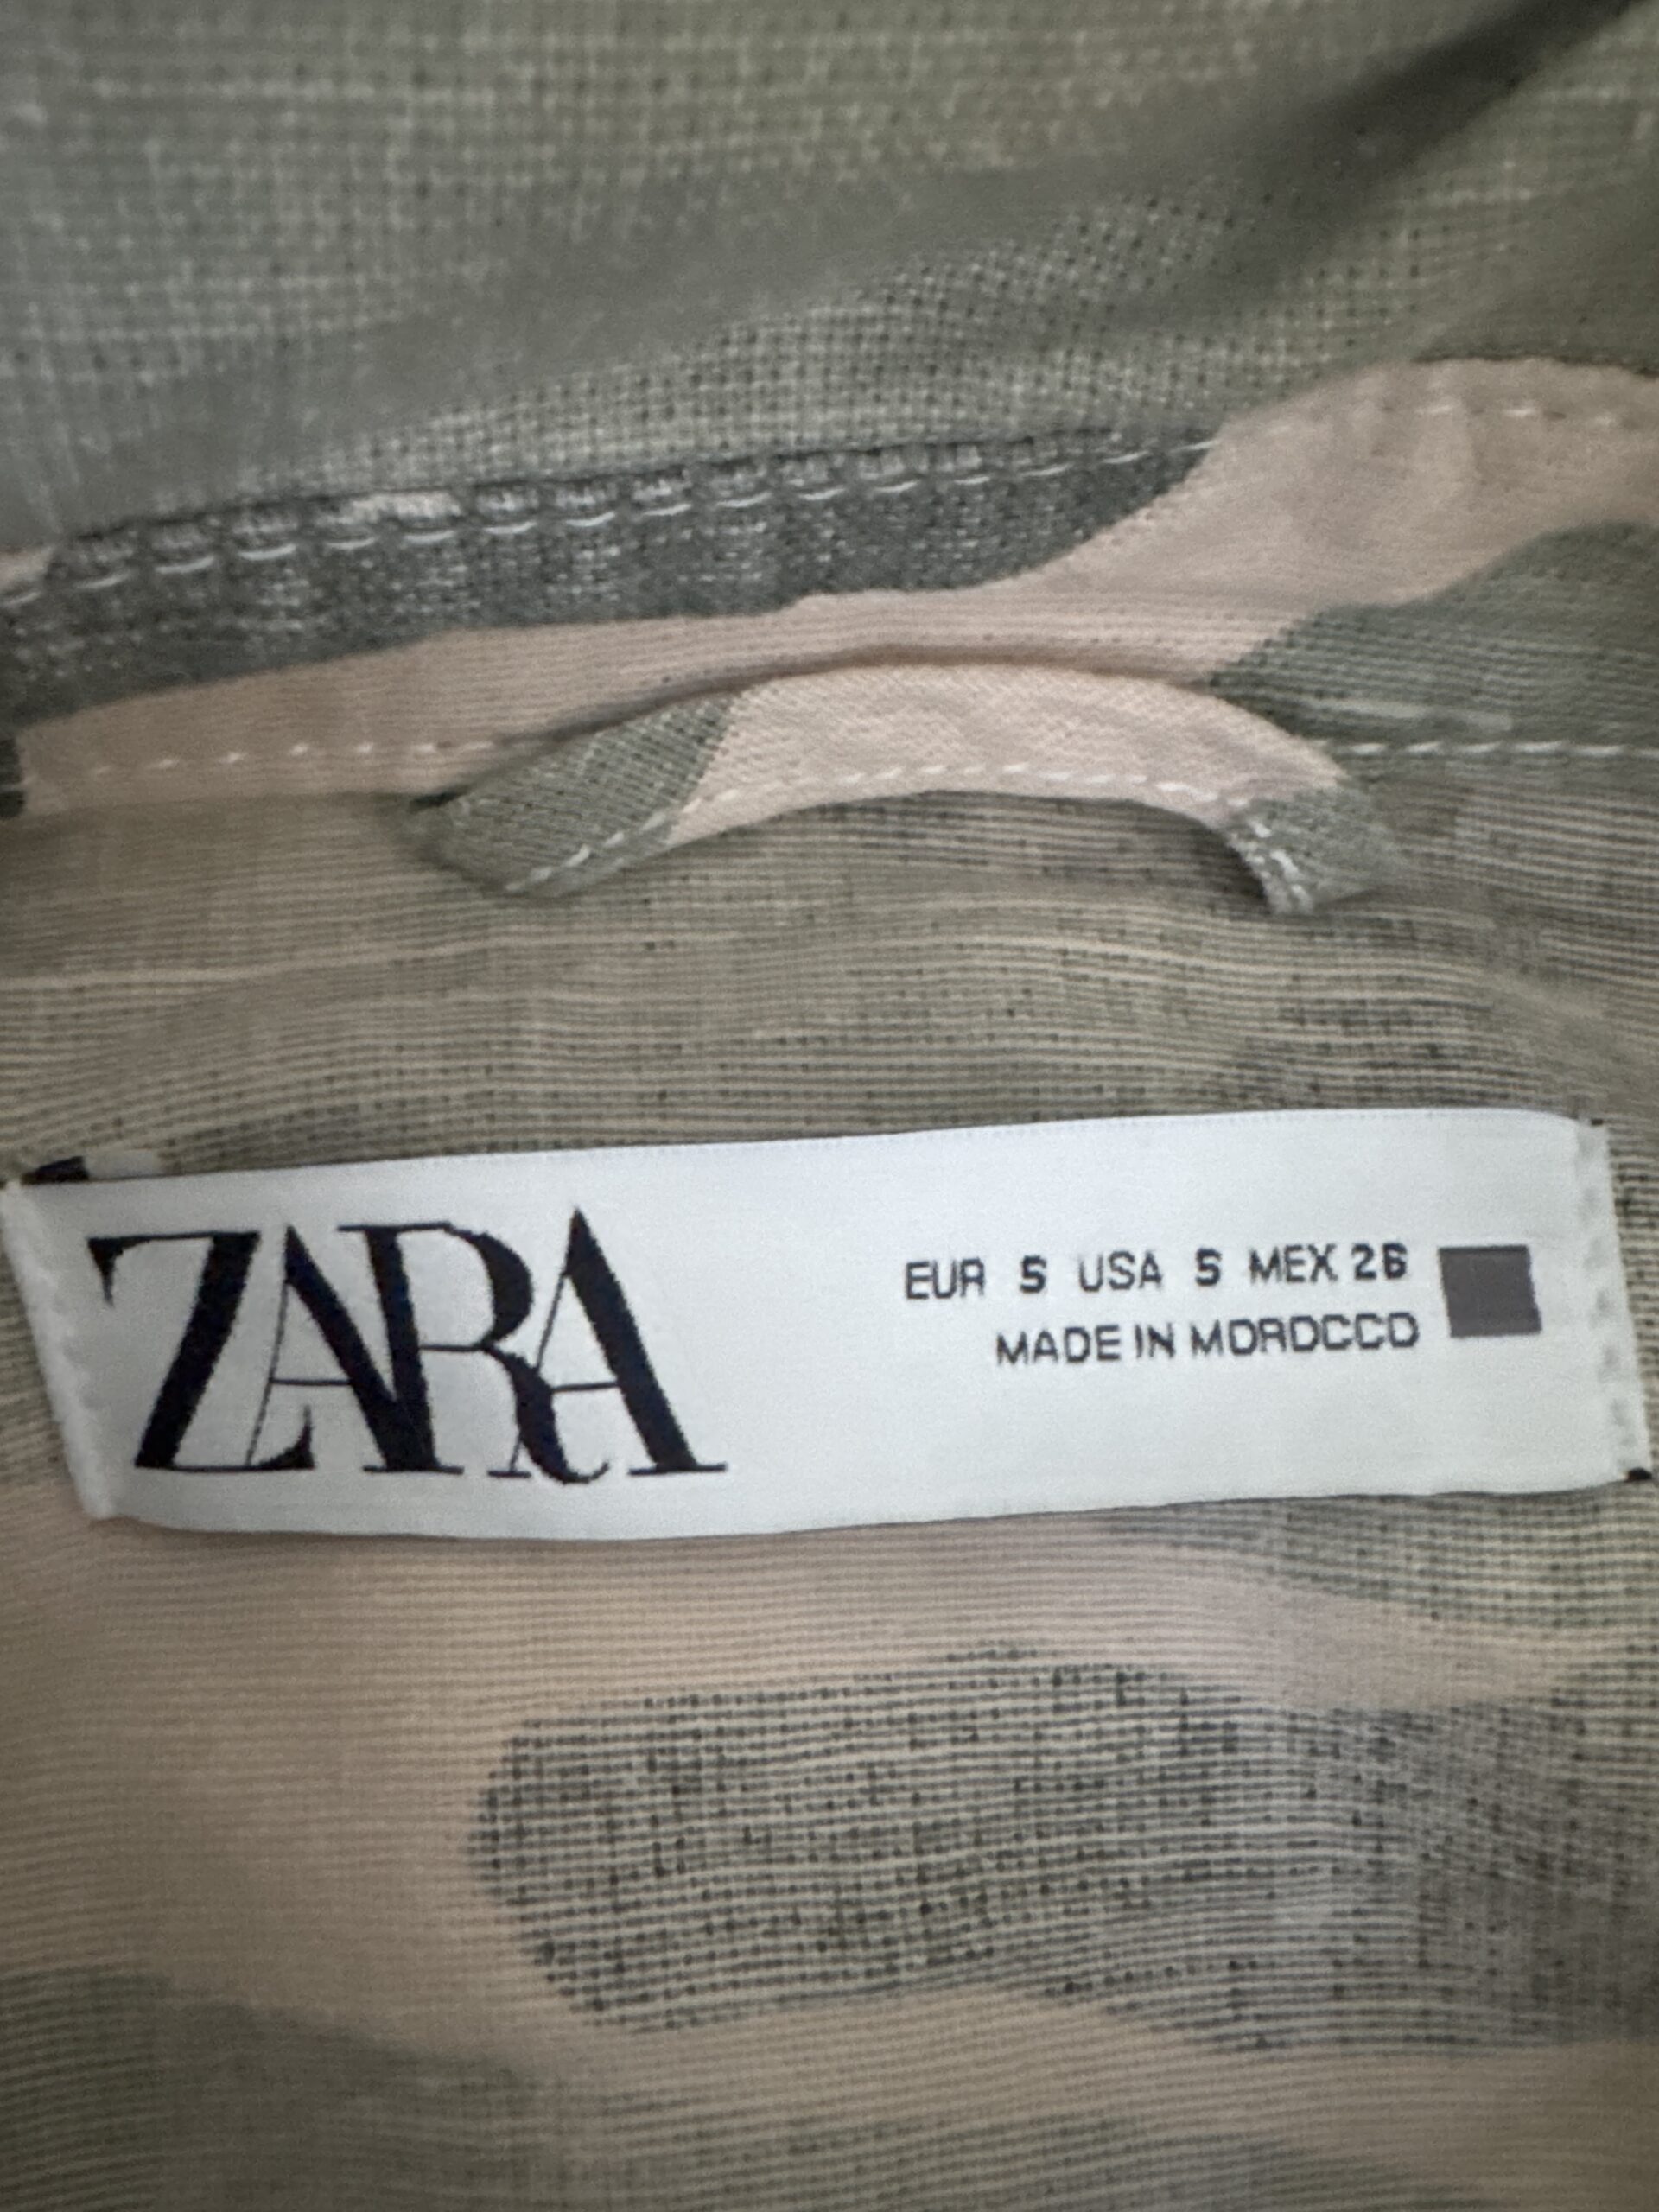 ZARA
EUR S USA S MEX 26
MADE IN MOROCCO